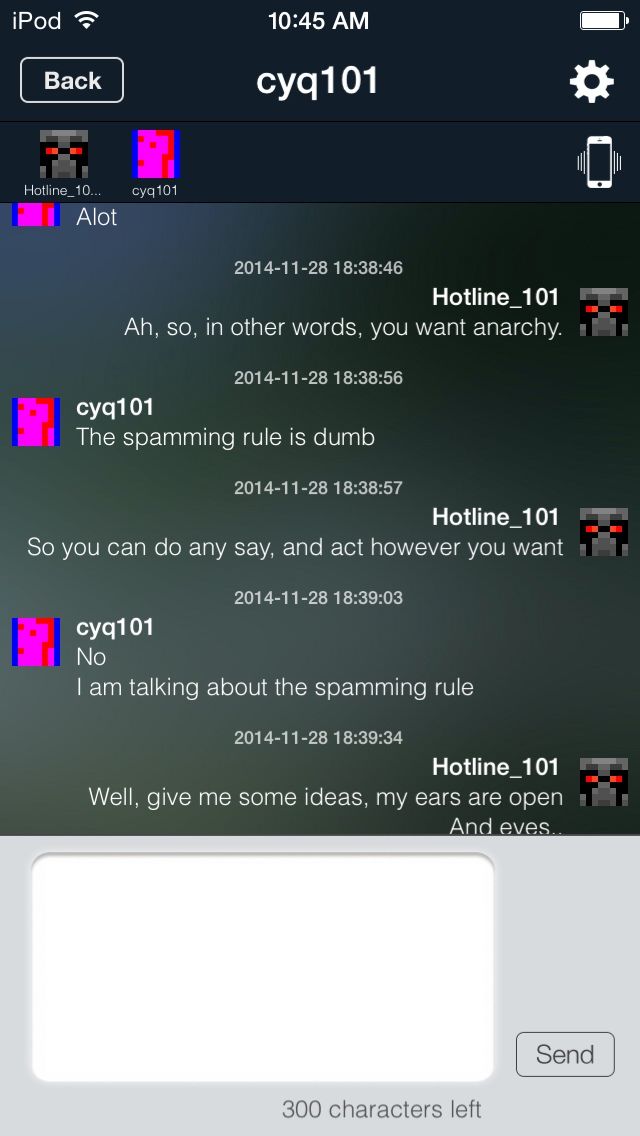 iPod 10:45 AM
Back cyq101
Hotline_10... cyq101
Alot
2014-11-28 18:38:46
Hotline_101
Ah, so, in other words, you want anarchy.
2014-11-28 18:38:56
cyq101
The spamming rule is dumb
2014-11-28 18:38:57
Hotline_101
So you can do any say, and act however you want
2014-11-28 18:39:03
cyq101
No
I am talking about the spamming rule
2014-11-28 18:39:34
Hotline_101
Well, give me some ideas, my ears are open
And eyes..
Send
300 characters left